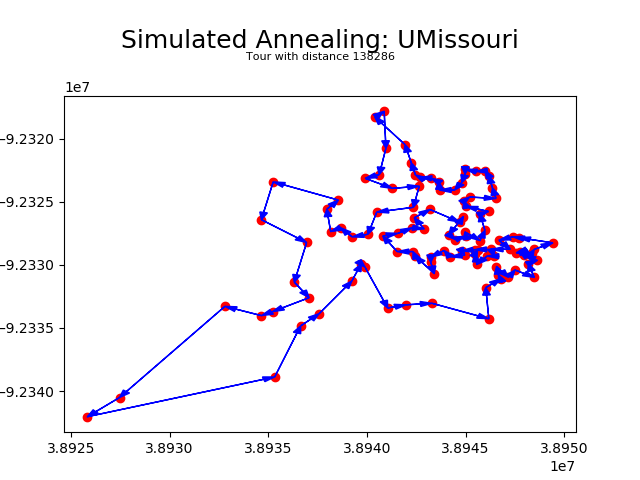 Simulated Annealing: UMissouri
Tour with distance 138286
1e7
−9.2320
−9.2325
−9.2330
−9.2335
−9.2340
3.8925 3.8930 3.8935 3.8940 3.8945 3.8950
1e7